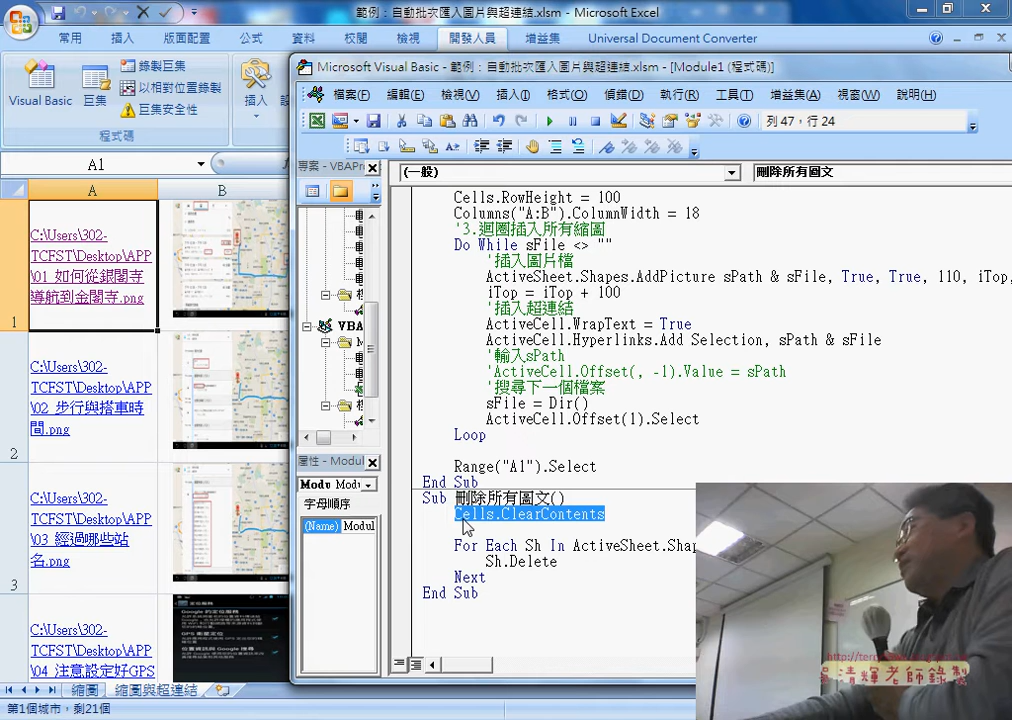 範例：自動批次匯入圖片與超連結.xlsm - Microsoft Excel
常用 插入 版面配置 公式 資料 校閱 檢視 開發人員 增益集 Universal Document Converter
Visual Basic
巨集
錄製巨集
以相對位置錄製
巨集安全性
程式碼
插入
Microsoft Visual Basic - 範例：自動批次匯入圖片與超連結.xlsm - [Module1 (程式碼)]
檔案(F) 編輯(E) 檢視(V) 插入(I) 格式(O) 偵錯(D) 執行(R) 工具(T) 增益集(A) 視窗(W) 說明(H)
列 47，行 24
A1
專案 - VBAPr
(一般)
刪除所有圖文
A B
C:\Users\302-
TCFST\Desktop\APP
\01 如何從銀閣寺
導航到金閣寺.png
1
C:\Users\302-
TCFST\Desktop\APP
\02 步行與搭車時
間.png
2
C:\Users\302-
TCFST\Desktop\APP
\03 經過哪些站
名.png
3
C:\Users\302-
TCFST\Desktop\APP
\04 注意設定好GPS
VBA
屬性 - Modul
Modu Modu
字母順序
(Name) Modul
Cells.RowHeight = 100
Columns("A:B").ColumnWidth = 18
'3.迴圈插入所有縮圖
Do While sFile <> ""
'插入圖片檔
ActiveSheet.Shapes.AddPicture sPath & sFile, True, True, 110, iTop,
iTop = iTop + 100
'插入超連結
ActiveCell.WrapText = True
ActiveCell.Hyperlinks.Add Selection, sPath & sFile
'輸入sPath
'ActiveCell.Offset(, -1).Value = sPath
'搜尋下一個檔案
sFile = Dir()
ActiveCell.Offset(1).Select
Loop
Range("A1").Select
End Sub
Sub 刪除所有圖文()
Cells.ClearContents
For Each Sh In ActiveSheet.Shap
Sh.Delete
Next
End Sub
縮圖 縮圖與超連結
第1個城市，剩21個
吳清輝老師錄製